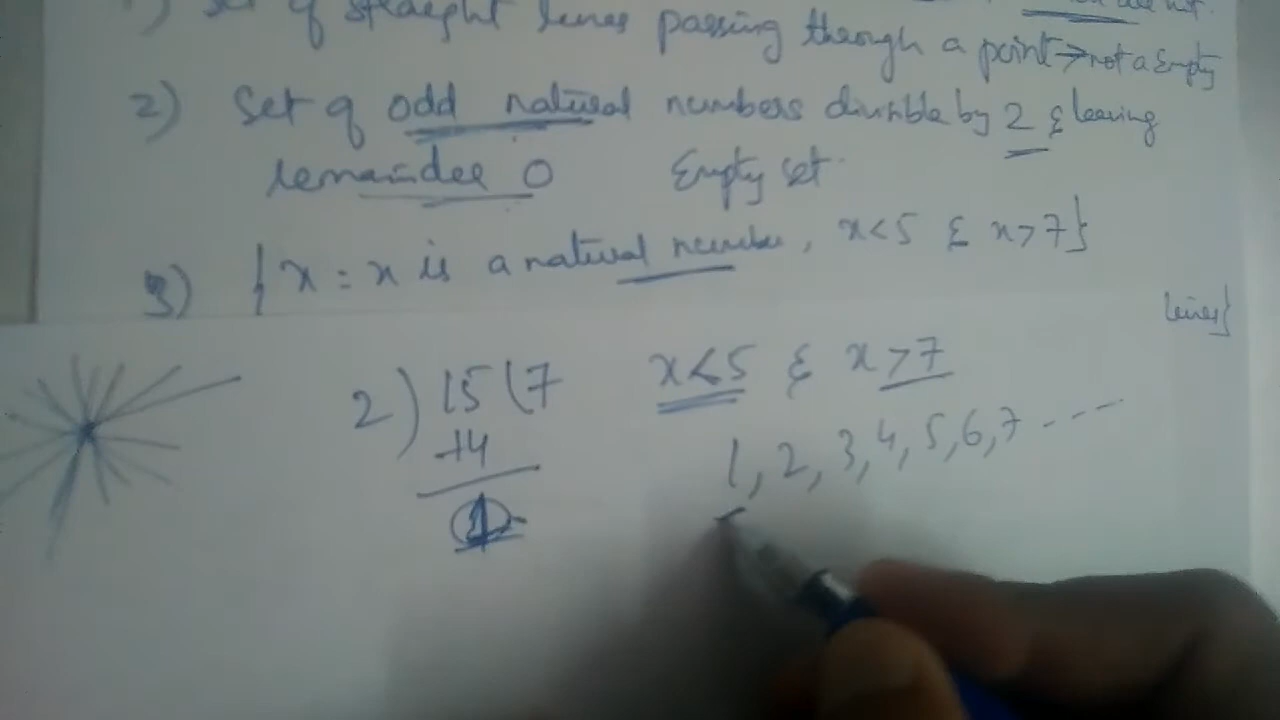 1) Set of straight lines passing through a point → not a Empty
2) Set of odd natural numbers divisible by 2 & leaving
remainder 0 Empty set.
3) { x : x is a natural number, x<5 & x>7}
lines}
2) 15 (7
14
1
x<5 & x>7
1, 2, 3, 4, 5, 6, 7 ---